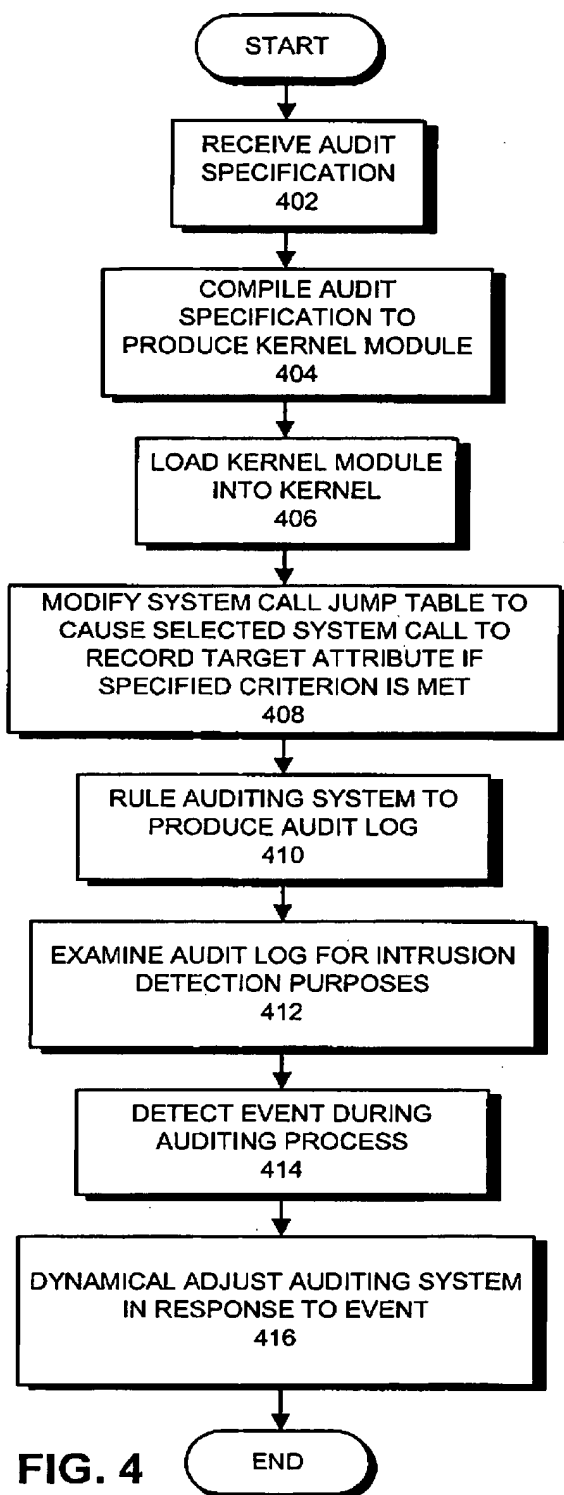 START
RECEIVE AUDIT
SPECIFICATION
402
COMPILE AUDIT
SPECIFICATION TO
PRODUCE KERNEL MODULE
404
LOAD KERNEL MODULE
INTO KERNEL
406
MODIFY SYSTEM CALL JUMP TABLE TO
CAUSE SELECTED SYSTEM CALL TO
RECORD TARGET ATTRIBUTE IF
SPECIFIED CRITERION IS MET
408
RULE AUDITING SYSTEM TO
PRODUCE AUDIT LOG
410
EXAMINE AUDIT LOG FOR INTRUSION
DETECTION PURPOSES
412
DETECT EVENT DURING
AUDITING PROCESS
414
DYNAMICAL ADJUST AUDITING SYSTEM
IN RESPONSE TO EVENT
416
END
FIG. 4